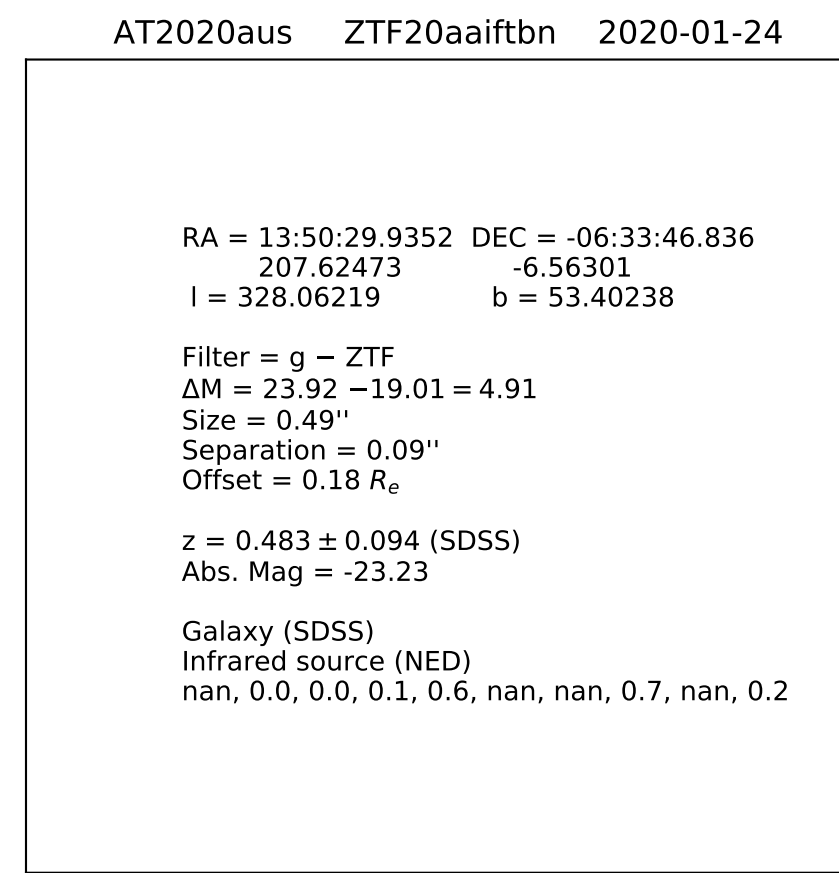 AT2020aus ZTF20aaiftbn 2020-01-24
RA = 13:50:29.9352 DEC = -06:33:46.836
207.62473 -6.56301
l = 328.06219 b = 53.40238
Filter = g − ZTF
ΔM = 23.92 −19.01 = 4.91
Size = 0.49''
Separation = 0.09''
Offset = 0.18 Rₑ
z = 0.483 ± 0.094 (SDSS)
Abs. Mag = -23.23
Galaxy (SDSS)
Infrared source (NED)
nan, 0.0, 0.0, 0.1, 0.6, nan, nan, 0.7, nan, 0.2